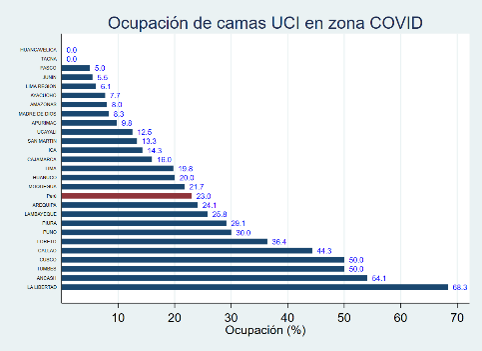 Ocupación de camas UCI en zona COVID
HUANCAVELICA 0.0
TACNA 0.0
PASCO 5.0
JUNIN 5.5
LIMA REGION 6.1
AYACUCHO 7.7
AMAZONAS 8.0
MADRE DE DIOS 8.3
APURIMAC 9.8
UCAYALI 12.5
SAN MARTIN 13.3
ICA 14.3
CAJAMARCA 16.0
LIMA 19.8
HUANUCO 20.0
MOQUEGUA 21.7
Perú 23.0
AREQUIPA 24.1
LAMBAYEQUE 25.8
PIURA 29.1
PUNO 30.0
LORETO 36.4
CALLAO 44.3
CUSCO 50.0
TUMBES 50.0
ANCASH 54.1
LA LIBERTAD 68.3
10 20 30 40 50 60 70
Ocupación (%)